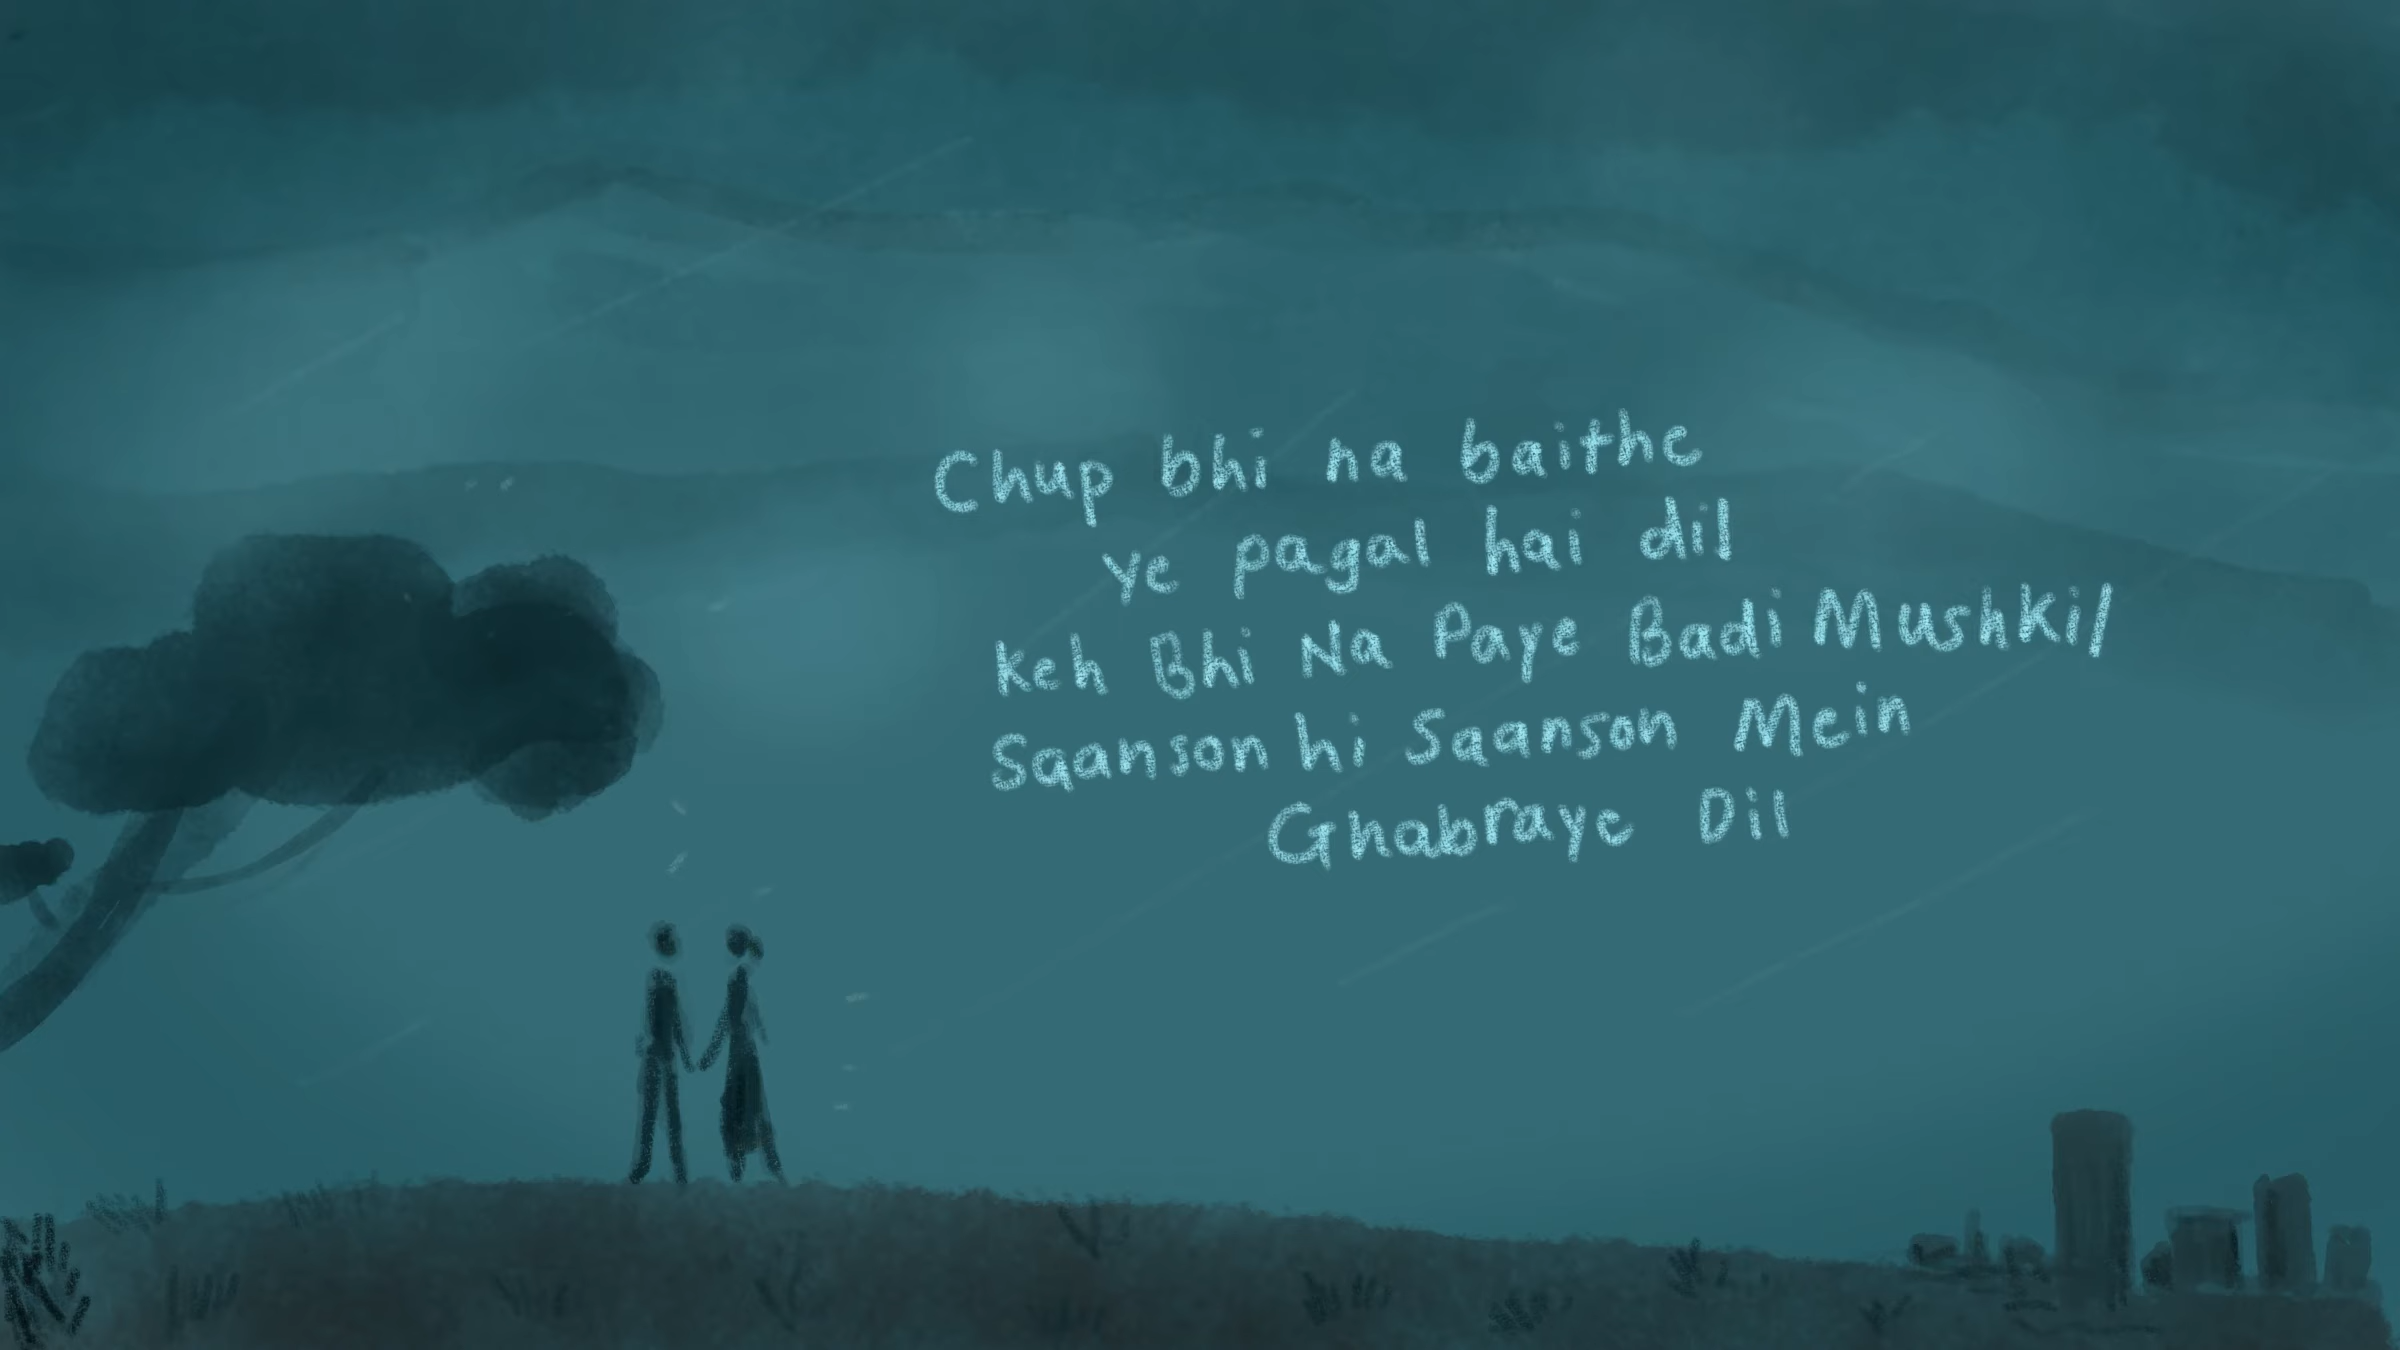 Chup bhi na baithe
ye pagal hai dil
keh Bhi Na Paye Badi Mushkil
Saanson hi Saanson Mein
Ghabraye Dil